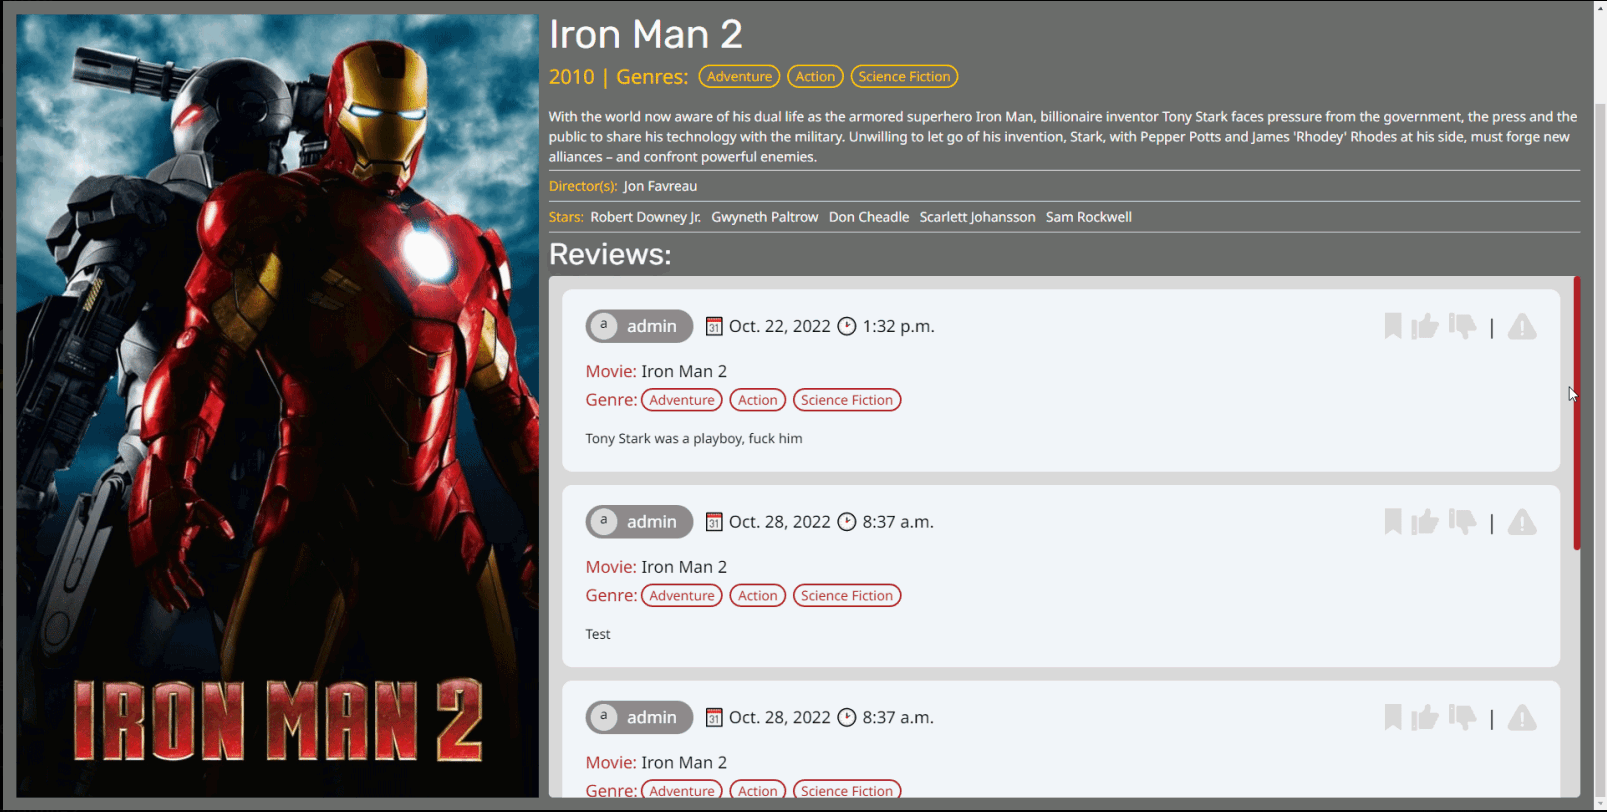 Iron Man 2
2010 | Genres: Adventure Action Science Fiction
With the world now aware of his dual life as the armored superhero Iron Man, billionaire inventor Tony Stark faces pressure from the government, the press and the
public to share his technology with the military. Unwilling to let go of his invention, Stark, with Pepper Potts and James 'Rhodey' Rhodes at his side, must forge new
alliances – and confront powerful enemies.
Director(s): Jon Favreau
Stars: Robert Downey Jr. Gwyneth Paltrow Don Cheadle Scarlett Johansson Sam Rockwell
Reviews:
a admin 31 Oct. 22, 2022 1:32 p.m. |
Movie: Iron Man 2
Genre: Adventure Action Science Fiction
Tony Stark was a playboy, fuck him
a admin 31 Oct. 28, 2022 8:37 a.m. |
Movie: Iron Man 2
Genre: Adventure Action Science Fiction
Test
a admin 31 Oct. 28, 2022 8:37 a.m. |
Movie: Iron Man 2
Genre: Adventure Action Science Fiction
IRON MAN 2